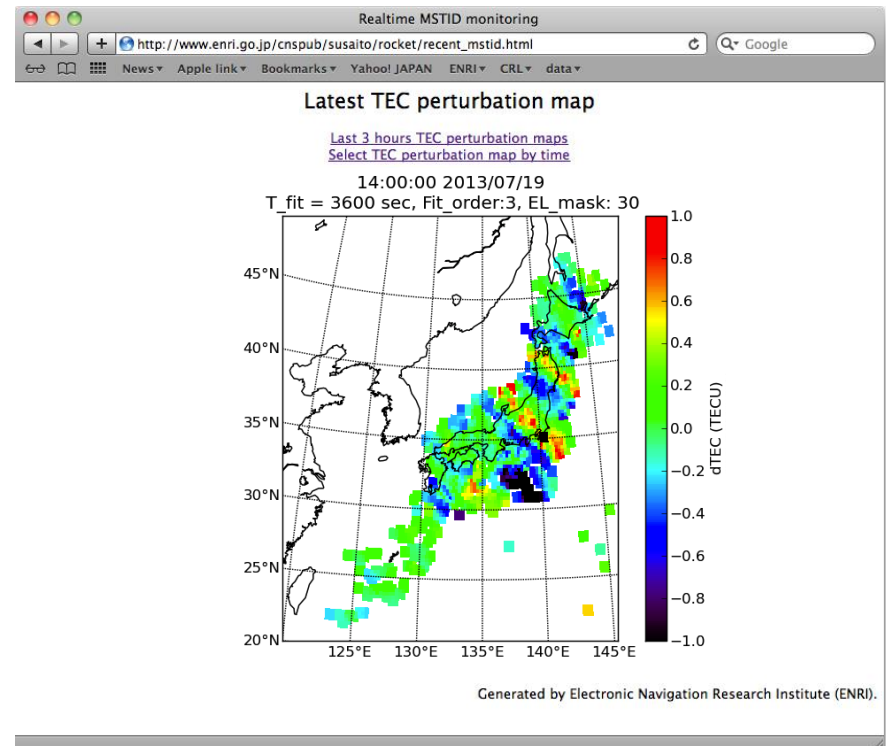 Realtime MSTID monitoring
http://www.enri.go.jp/cnspub/susaito/rocket/recent_mstid.html
Google
News Apple link Bookmarks Yahoo! JAPAN ENRI CRL data
Latest TEC perturbation map
Last 3 hours TEC perturbation maps
Select TEC perturbation map by time
14:00:00 2013/07/19
T_fit = 3600 sec, Fit_order:3, EL_mask: 30
45°N
40°N
35°N
30°N
25°N
20°N
125°E 130°E 135°E 140°E 145°E
1.0
0.8
0.6
0.4
0.2
0.0
−0.2
−0.4
−0.6
−0.8
−1.0
dTEC (TECU)
Generated by Electronic Navigation Research Institute (ENRI).